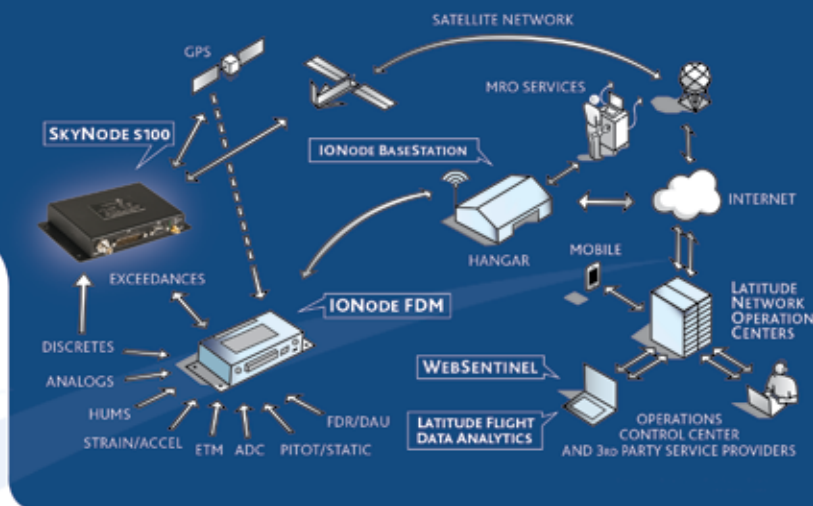 SATELLITE NETWORK
GPS
MRO SERVICES
SKYNODE S100
IONODE BASESTATION
INTERNET
HANGAR
MOBILE
EXCEEDANCES
IONODE FDM
LATITUDE
NETWORK
OPERATION
CENTERS
DISCRETES
ANALOGS
WEBSENTINEL
HUMS
FDR/DAU
STRAIN/ACCEL
ETM
ADC
PITOT/STATIC
LATITUDE FLIGHT
DATA ANALYTICS
OPERATIONS
CONTROL CENTER
AND 3RD PARTY SERVICE PROVIDERS